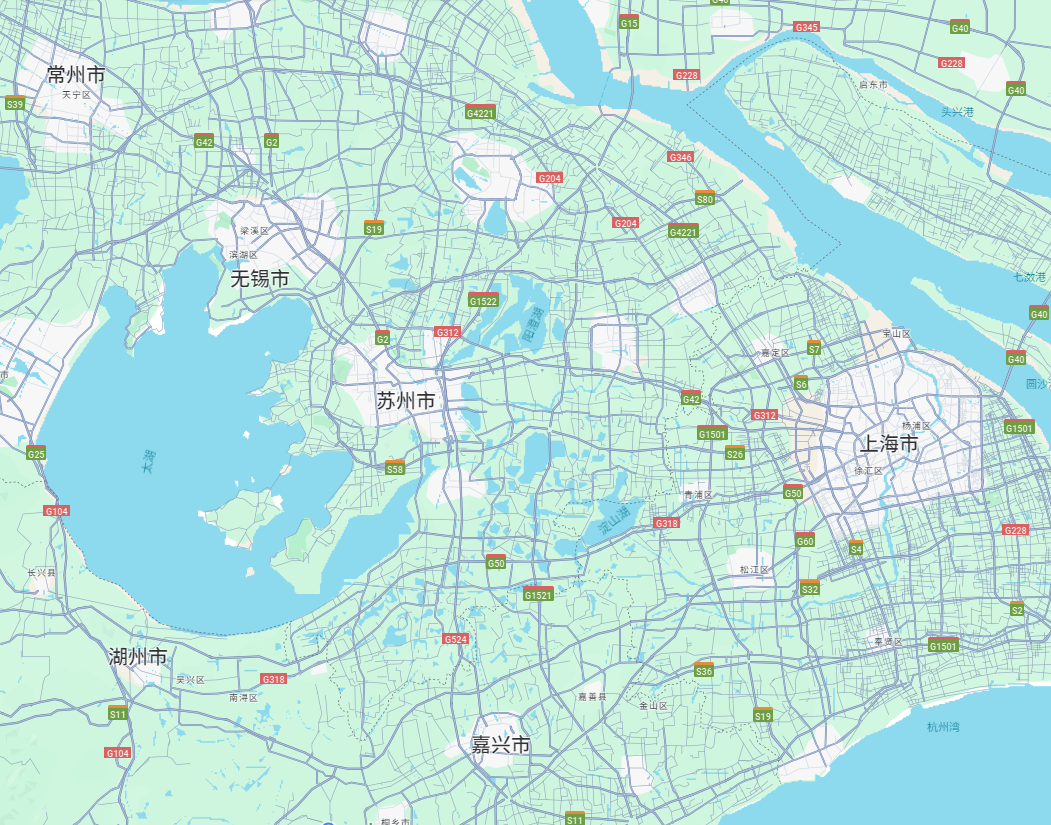 G40
G15
G345
G40
常州市
G228
G228
天宁区
启东市
G40
S39
G4221
头兴港
G42
G2
G346
G204
S80
梁溪区
S19
G204
G4221
滨湖区
无锡市
七效港
G1522
G40
阳澄湖
G312
G2
宝山区
嘉定区
S7
G40
市
S6
圆沙
苏州市
G42
G312
杨浦区
G1501
G1501
上海市
G25
太湖
S26
S58
徐汇区
青浦区
G50
G104
淀山湖
G318
G228
G60
S4
G50
长兴县
松江区
S32
G1521
S2
G524
奉贤区
G1501
湖州市
吴兴区
G318
S36
南浔区
嘉善县
金山区
S11
S19
杭州湾
嘉兴市
G104
S11
桐乡市